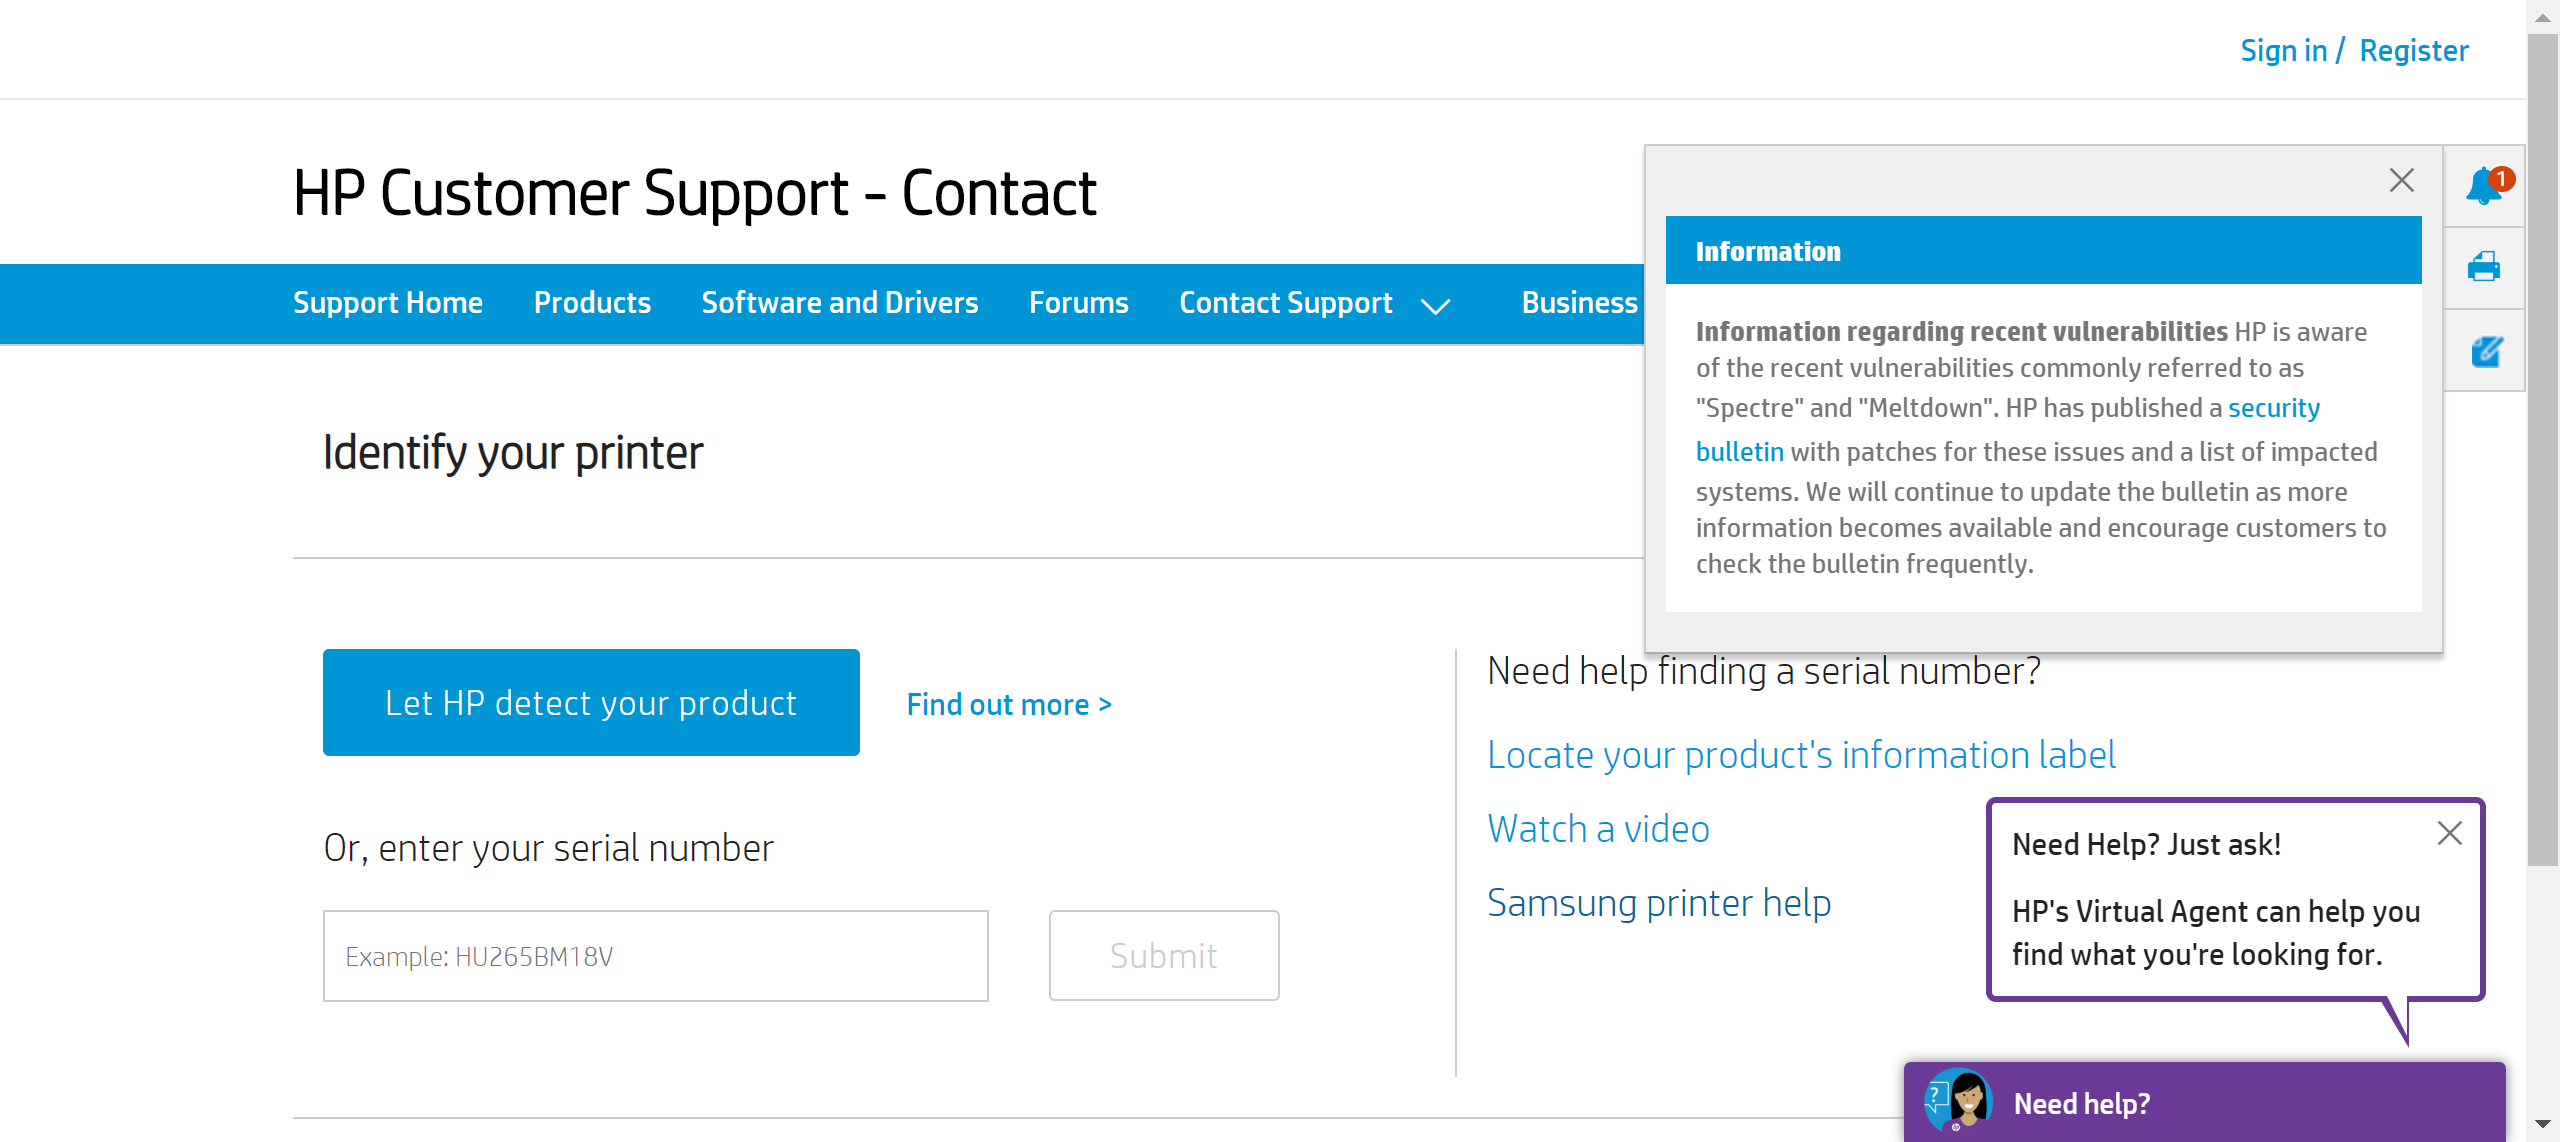 Sign in / Register
HP Customer Support - Contact
Support Home Products Software and Drivers Forums Contact Support Business
1
Information
Information regarding recent vulnerabilities HP is aware
of the recent vulnerabilities commonly referred to as
"Spectre" and "Meltdown". HP has published a security
bulletin with patches for these issues and a list of impacted
systems. We will continue to update the bulletin as more
information becomes available and encourage customers to
check the bulletin frequently.
Identify your printer
Let HP detect your product
Find out more >
Or, enter your serial number
Example: HU265BM18V
Submit
Need help finding a serial number?
Locate your product's information label
Watch a video
Samsung printer help
Need Help? Just ask!
HP's Virtual Agent can help you
find what you're looking for.
?
Need help?